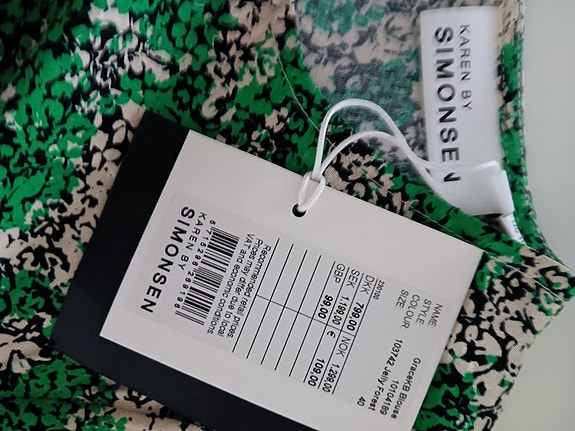 KAREN BY
SIMONSEN
NAME GraceKB Blouse
STYLE 10104189
COLOUR 103742 Jelly Forest
SIZE 40
DKK 799.00 NOK 1,299.00
SEK 1,199.00 € 109.00
GBP 99.00
Recommended retail prices.
Prices may differ due to local
VAT and economic conditions
KAREN BY
SIMONSEN